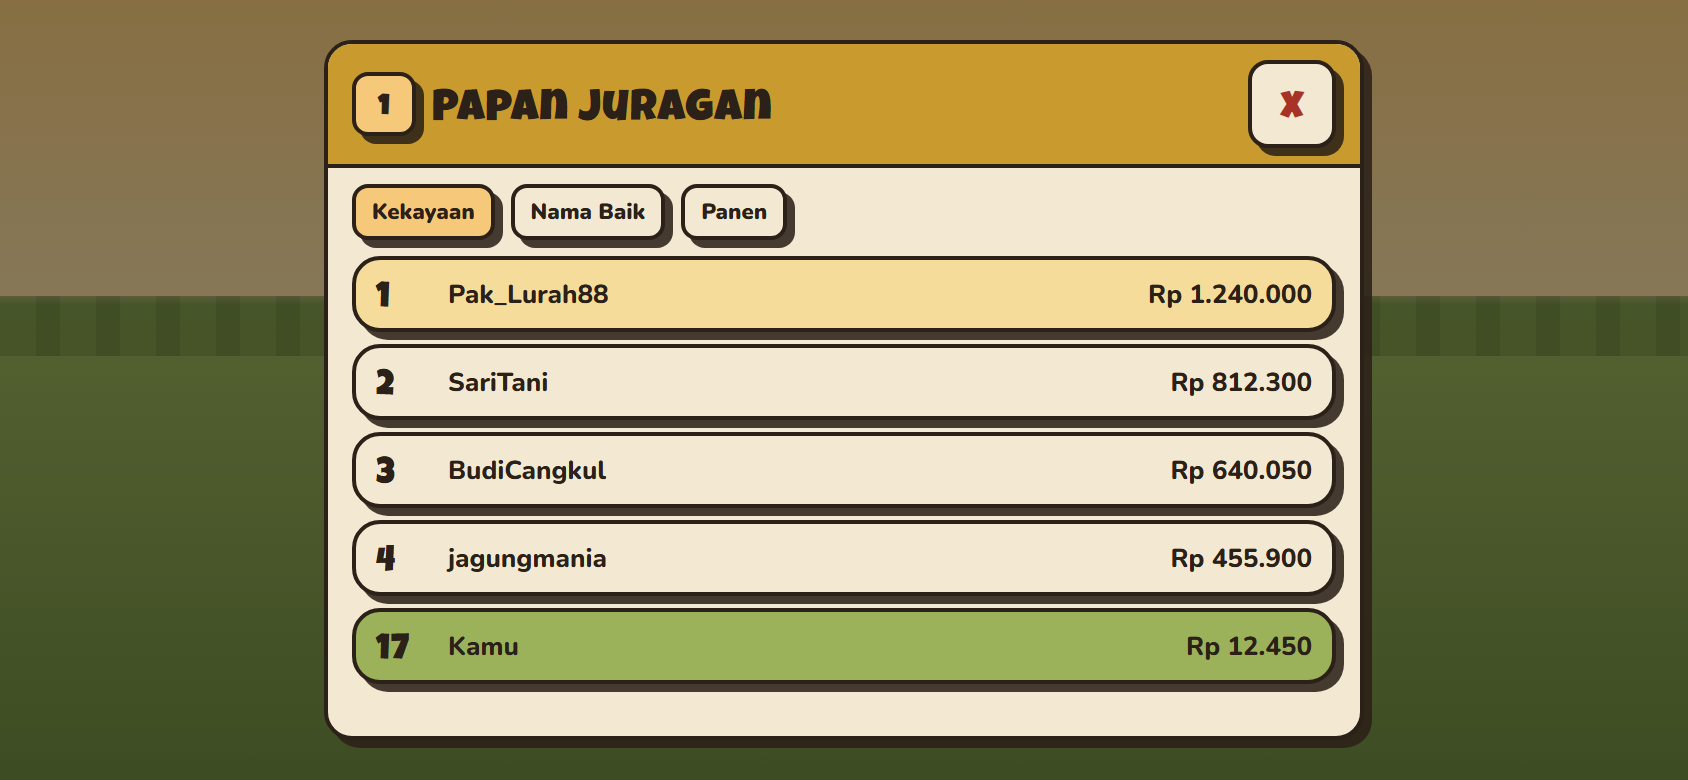 1 PAPAN JURAGAN X
Kekayaan Nama Baik Panen
1 Pak_Lurah88 Rp 1.240.000
2 SariTani Rp 812.300
3 BudiCangkul Rp 640.050
4 jagungmania Rp 455.900
17 Kamu Rp 12.450